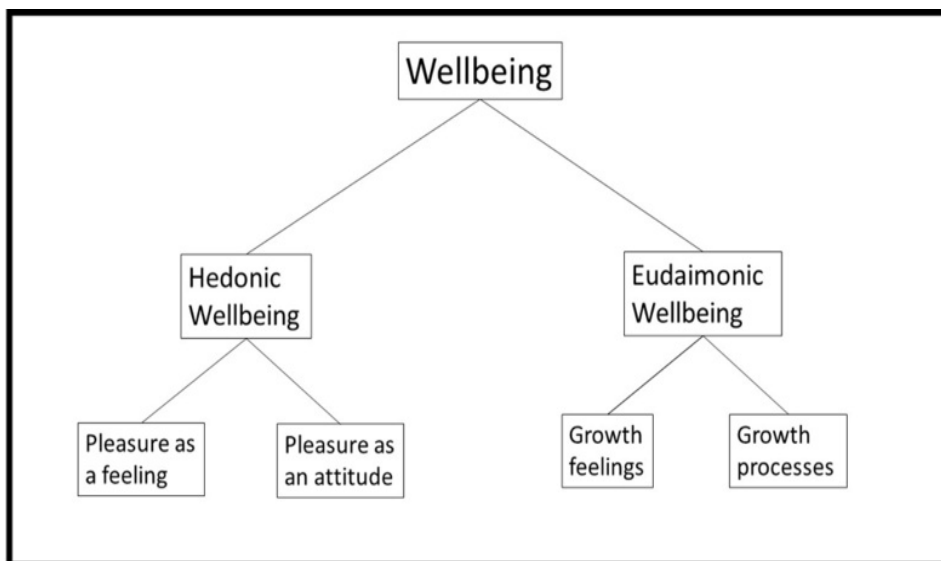 Wellbeing
Hedonic
Wellbeing
Eudaimonic
Wellbeing
Pleasure as
a feeling
Pleasure as
an attitude
Growth
feelings
Growth
processes